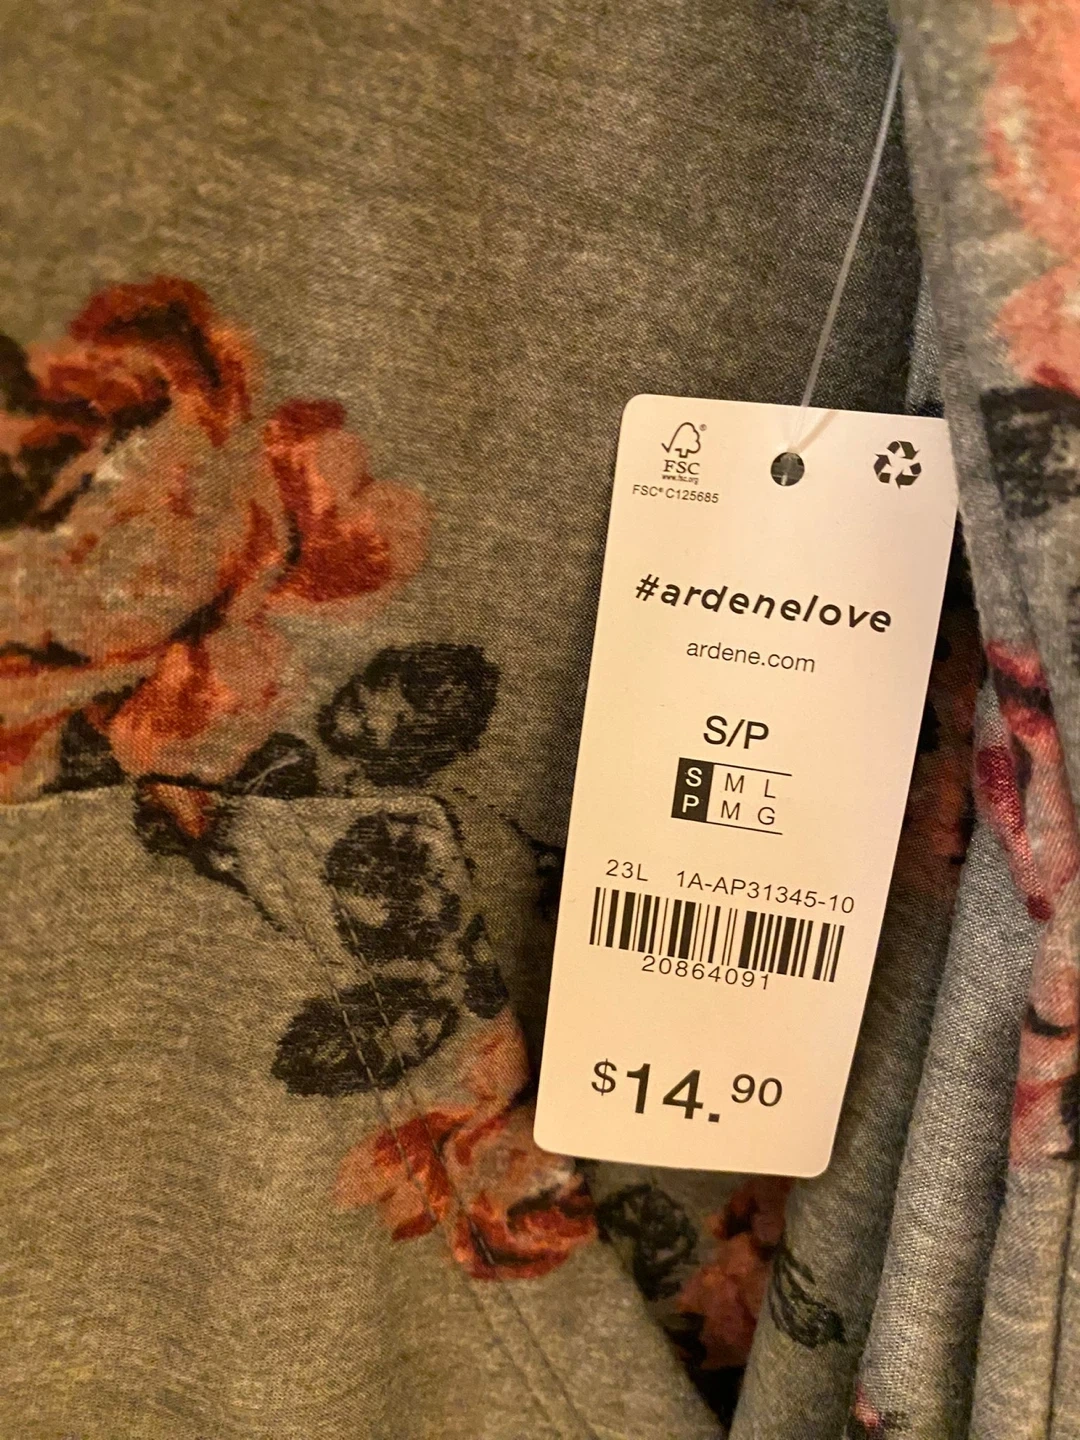 FSC®
www.fsc.org
FSC® C125685
#ardenelove
ardene.com
S/P
S M L
P M G
23L 1A-AP31345-10
20864091
$14.90